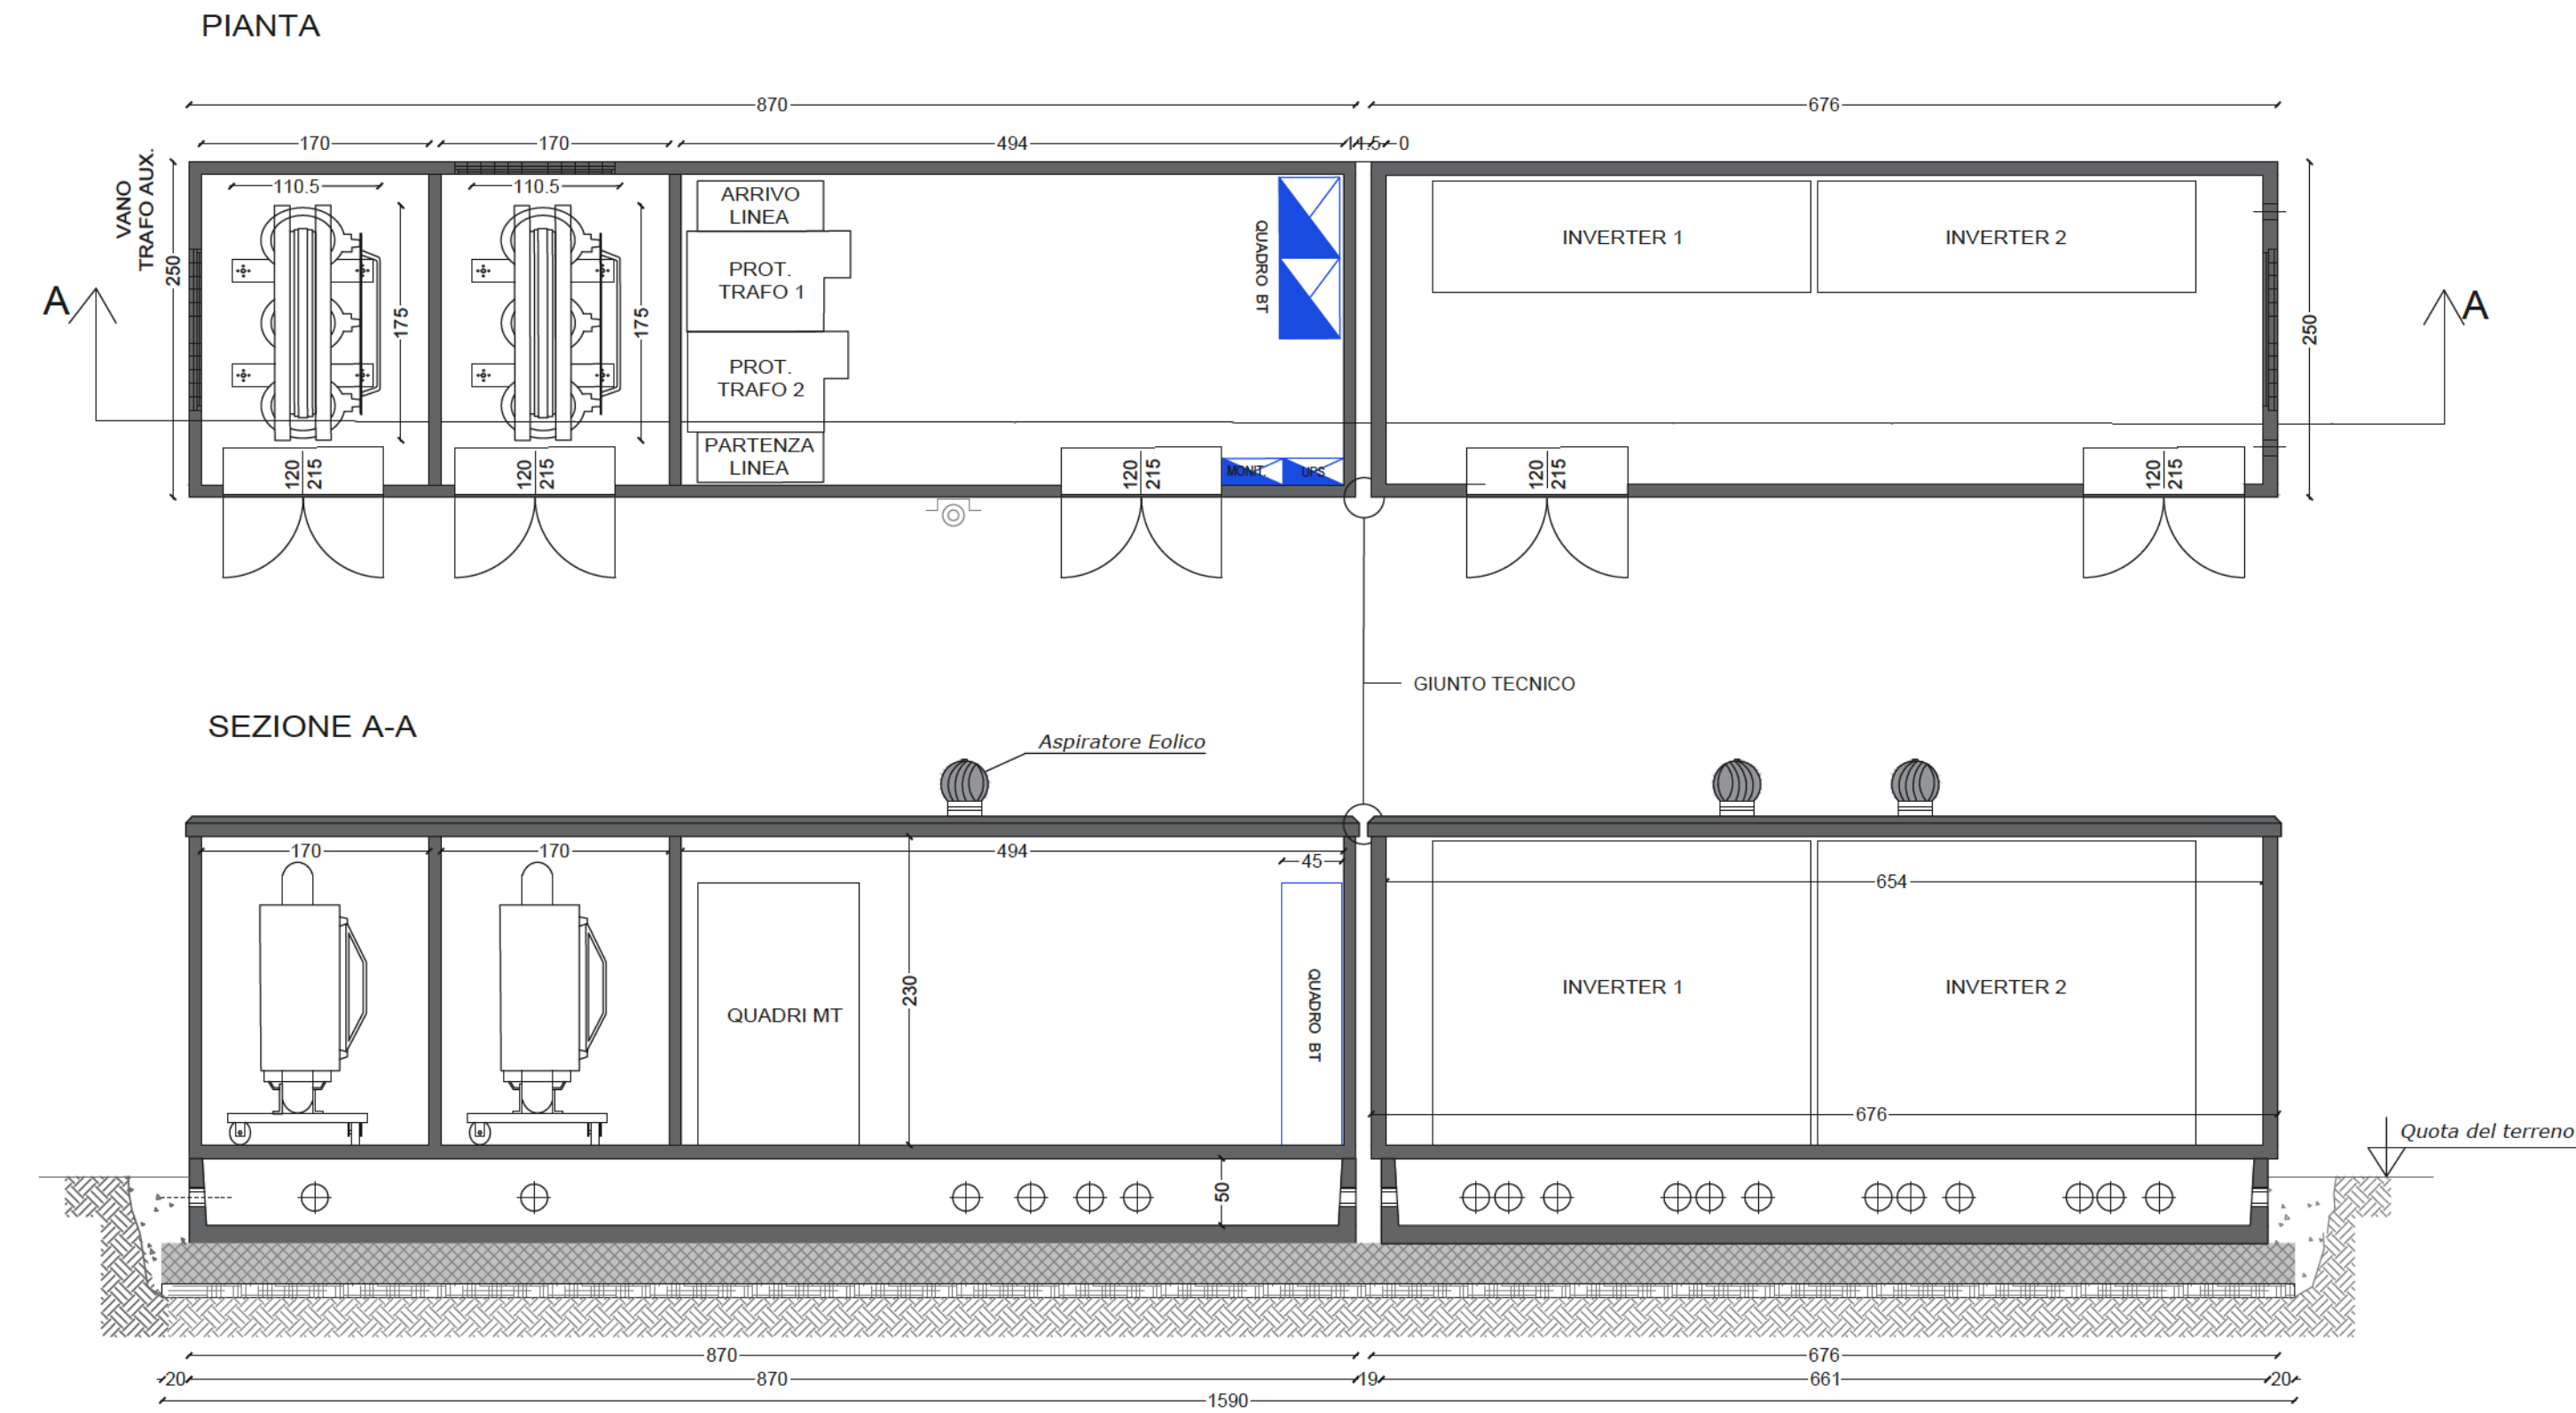 PIANTA
870
676
170
170
494
11.5
0
VANO
TRAFO AUX.
250
110.5
110.5
175
175
ARRIVO
LINEA
PROT.
TRAFO 1
PROT.
TRAFO 2
PARTENZA
LINEA
QUADRO BT
MONIT.
UPS
INVERTER 1
INVERTER 2
250
A
A
120
215
120
215
120
215
120
215
120
215
GIUNTO TECNICO
SEZIONE A-A
Aspiratore Eolico
170
170
494
45
654
230
QUADRI MT
QUADRO BT
INVERTER 1
INVERTER 2
676
Quota del terreno
50
870
676
20
870
19
661
20
1590